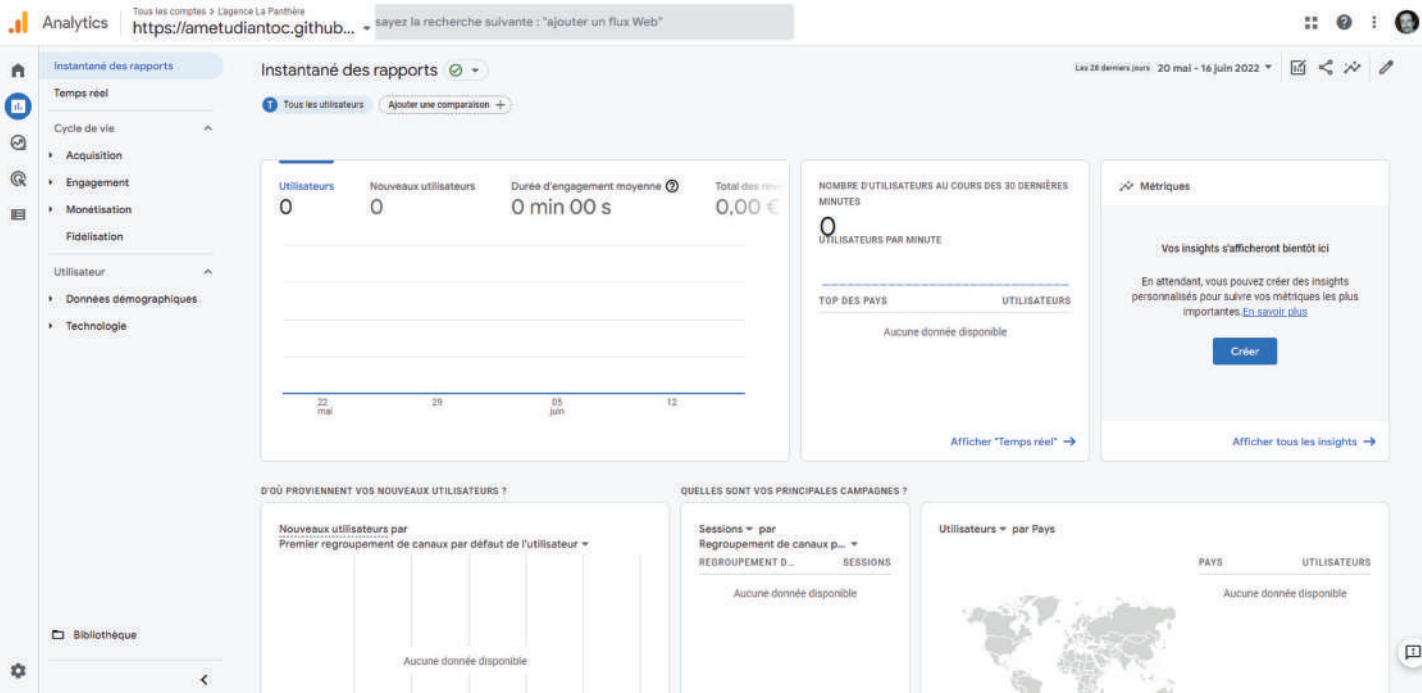 Analytics
Tous les comptes > L'agence La Panthère
https://ametudiantoc.github...
sayez la recherche suivante : "ajouter un flux Web"
Instantané des rapports
Temps réel
Cycle de vie
Acquisition
Engagement
Monétisation
Fidélisation
Utilisateur
Données démographiques
Technologie
Bibliothèque
Instantané des rapports
Les 28 derniers jours 20 mai - 16 juin 2022
T Tous les utilisateurs
Ajouter une comparaison +
Utilisateurs
0
Nouveaux utilisateurs
0
Durée d'engagement moyenne
0 min 00 s
Total des reve
0,00 €
22
mai
29
05
juin
12
NOMBRE D'UTILISATEURS AU COURS DES 30 DERNIÈRES
MINUTES
0
UTILISATEURS PAR MINUTE
TOP DES PAYS UTILISATEURS
Aucune donnée disponible
Afficher "Temps réel" →
Métriques
Vos insights s'afficheront bientôt ici
En attendant, vous pouvez créer des insights
personnalisés pour suivre vos métriques les plus
importantes.En savoir plus
Créer
Afficher tous les insights →
D'OÙ PROVIENNENT VOS NOUVEAUX UTILISATEURS ?
Nouveaux utilisateurs par
Premier regroupement de canaux par défaut de l'utilisateur
Aucune donnée disponible
QUELLES SONT VOS PRINCIPALES CAMPAGNES ?
Sessions par
Regroupement de canaux p...
REGROUPEMENT D... SESSIONS
Aucune donnée disponible
Utilisateurs par Pays
PAYS UTILISATEURS
Aucune donnée disponible